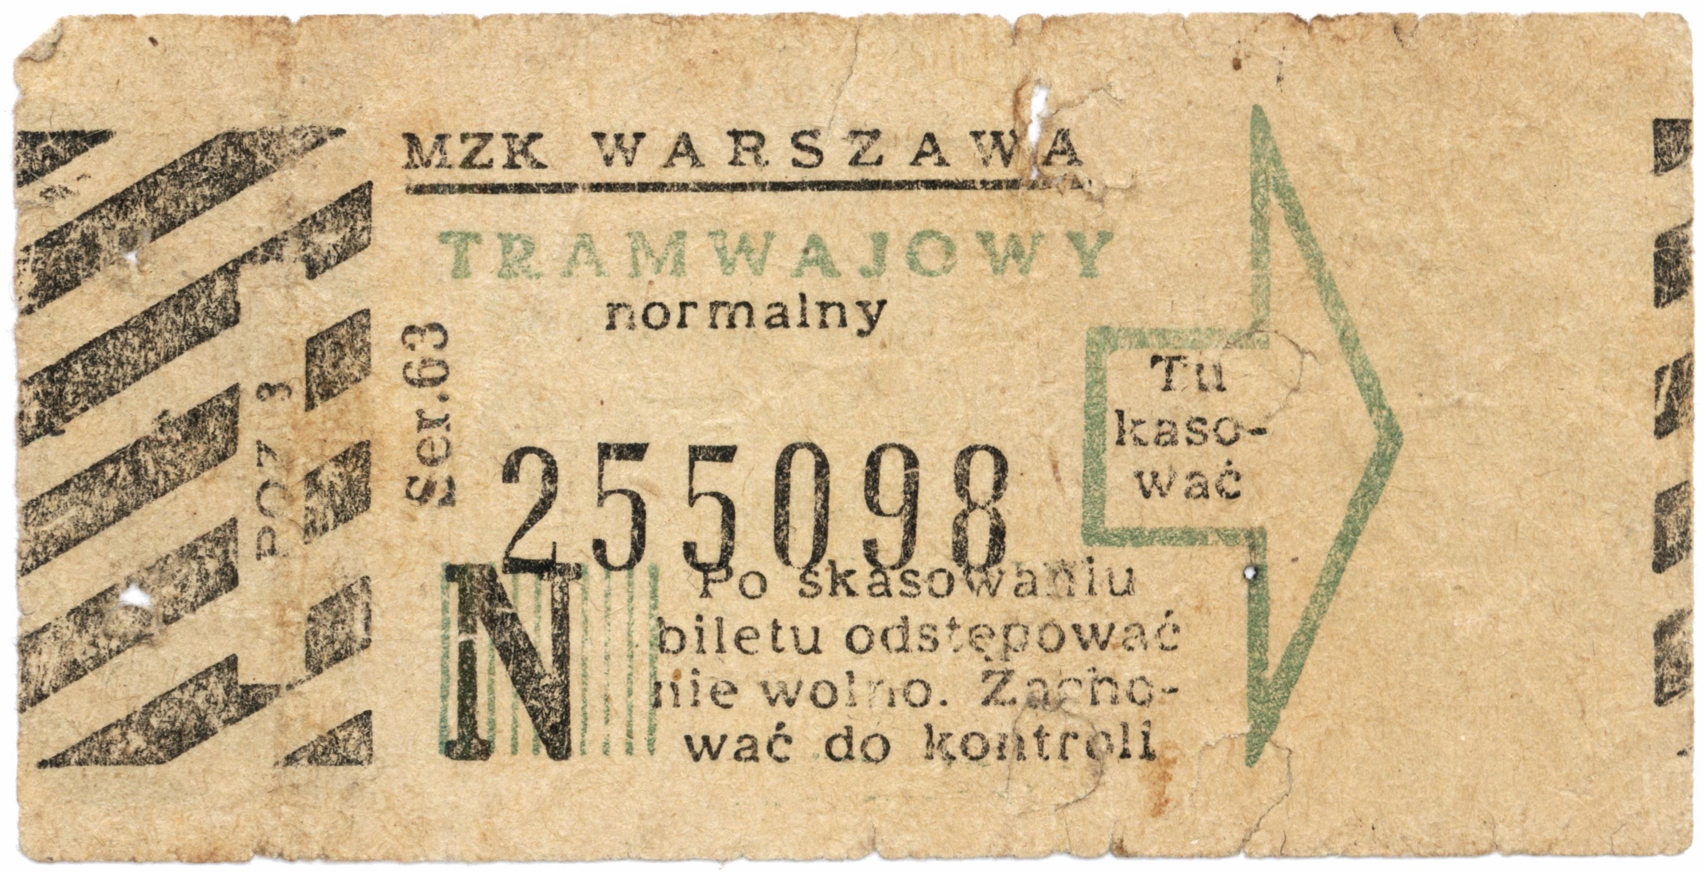 MZK WARSZAWA
TRAMWAJOWY
normalny
Ser.63
POZ 3
255098
Tu
kaso-
wać
N
Po skasowaniu
biletu odstępować
nie wolno. Zacho-
wać do kontroli